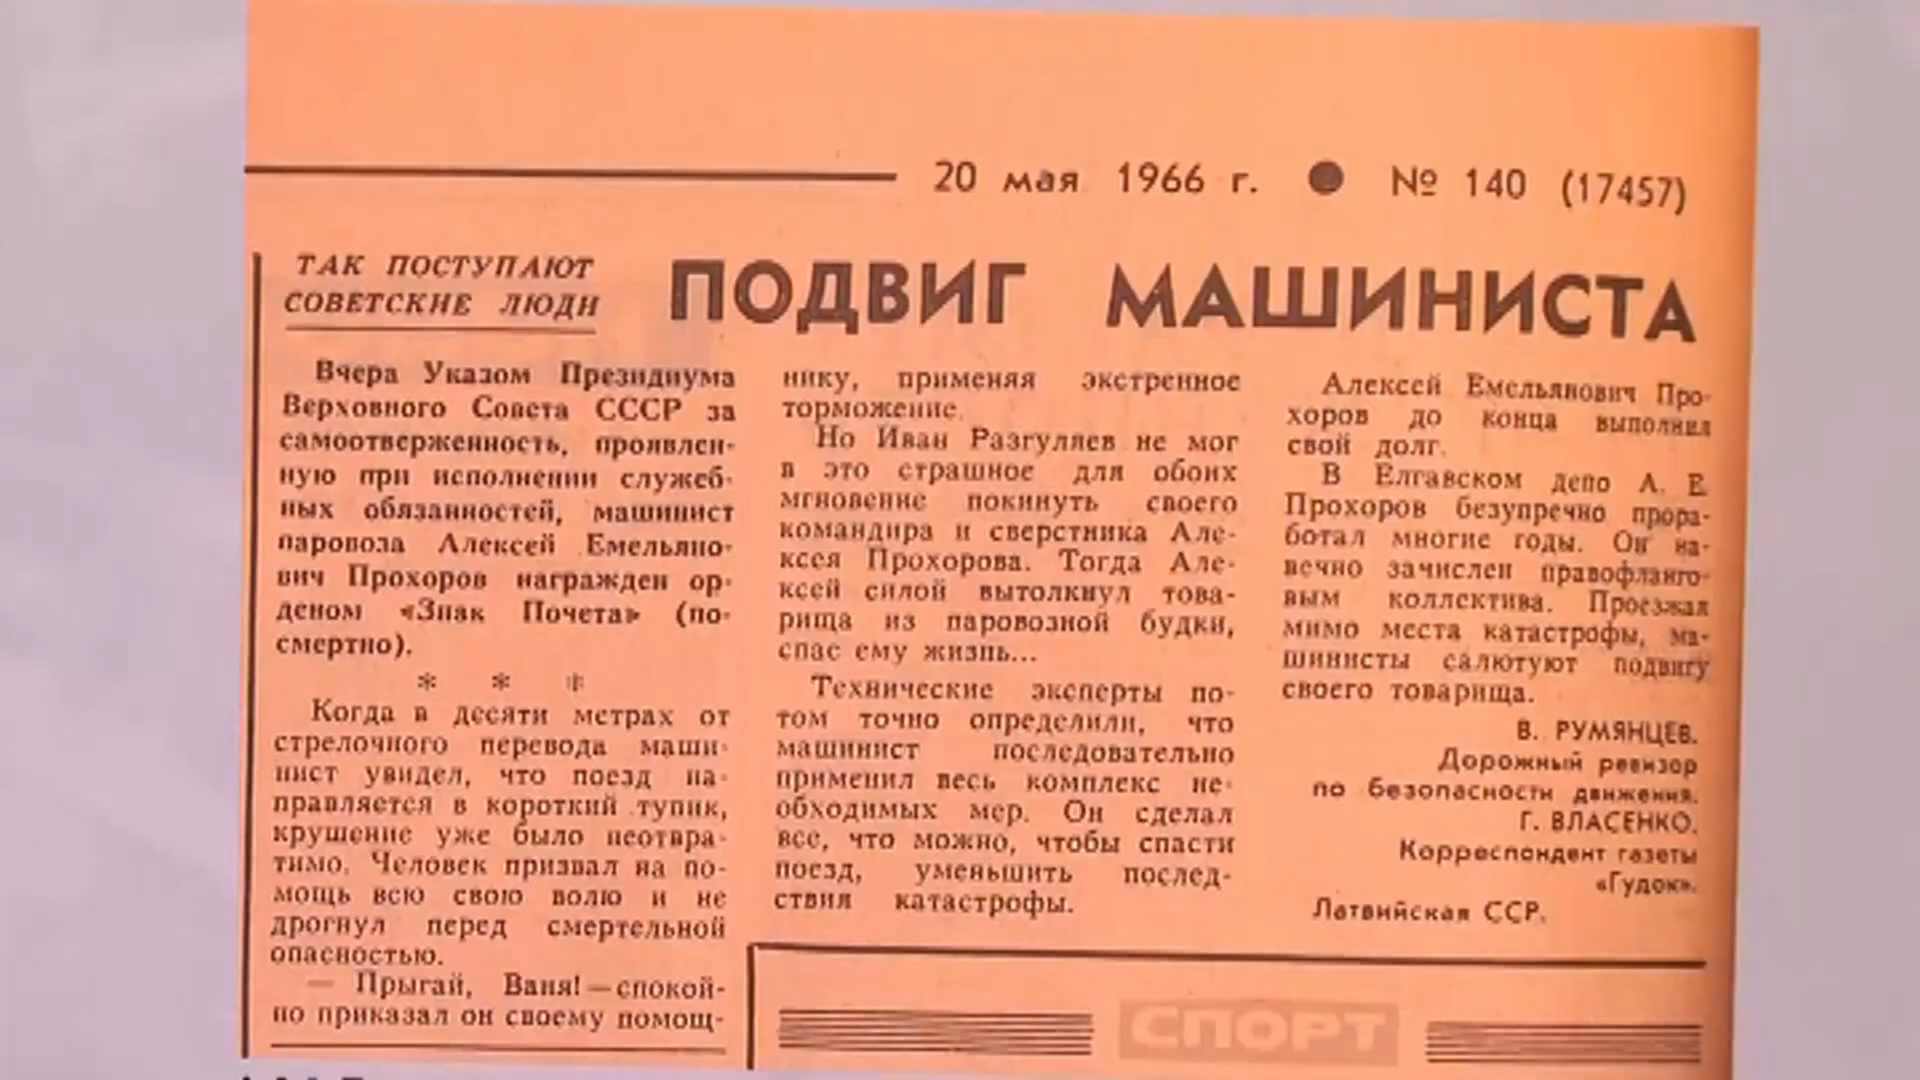 20 мая 1966 г. ● № 140 (17457)
ТАК ПОСТУПАЮТ
СОВЕТСКИЕ ЛЮДИ
ПОДВИГ МАШИНИСТА
Вчера Указом Президиума
Верховного Совета СССР за
самоотверженность, проявлен-
ную при исполнении служеб-
ных обязанностей, машинист
паровоза Алексей Емельяно-
вич Прохоров награжден ор-
деном «Знак Почета» (по-
смертно).
* * *
Когда в десяти метрах от
стрелочного перевода маши-
нист увидел, что поезд на-
правляется в короткий тупик,
крушение уже было неотвра-
тимо. Человек призвал на по-
мощь всю свою волю и не
дрогнул перед смертельной
опасностью.
— Прыгай, Ваня! — спокой-
но приказал он своему помощ-
нику, применяя экстренное
торможение.
Но Иван Разгуляев не мог
в это страшное для обоих
мгновение покинуть своего
командира и сверстника Але-
ксея Прохорова. Тогда Але-
ксей силой вытолкнул това-
рища из паровозной будки,
спас ему жизнь...
Технические эксперты по-
том точно определили, что
машинист последовательно
применил весь комплекс не-
обходимых мер. Он сделал
все, что можно, чтобы спасти
поезд, уменьшить послед-
ствия катастрофы.
Алексей Емельянович Про-
хоров до конца выполнил
свой долг.
В Елгавском депо А. Е.
Прохоров безупречно прора-
ботал многие годы. Он на-
вечно зачислен правофланго-
вым коллектива. Проезжая
мимо места катастрофы, ма-
шинисты салютуют подвигу
своего товарища.
В. РУМЯНЦЕВ.
Дорожный ревизор
по безопасности движения.
Г. ВЛАСЕНКО.
Корреспондент газеты
«Гудок».
Латвийская ССР.
СПОРТ